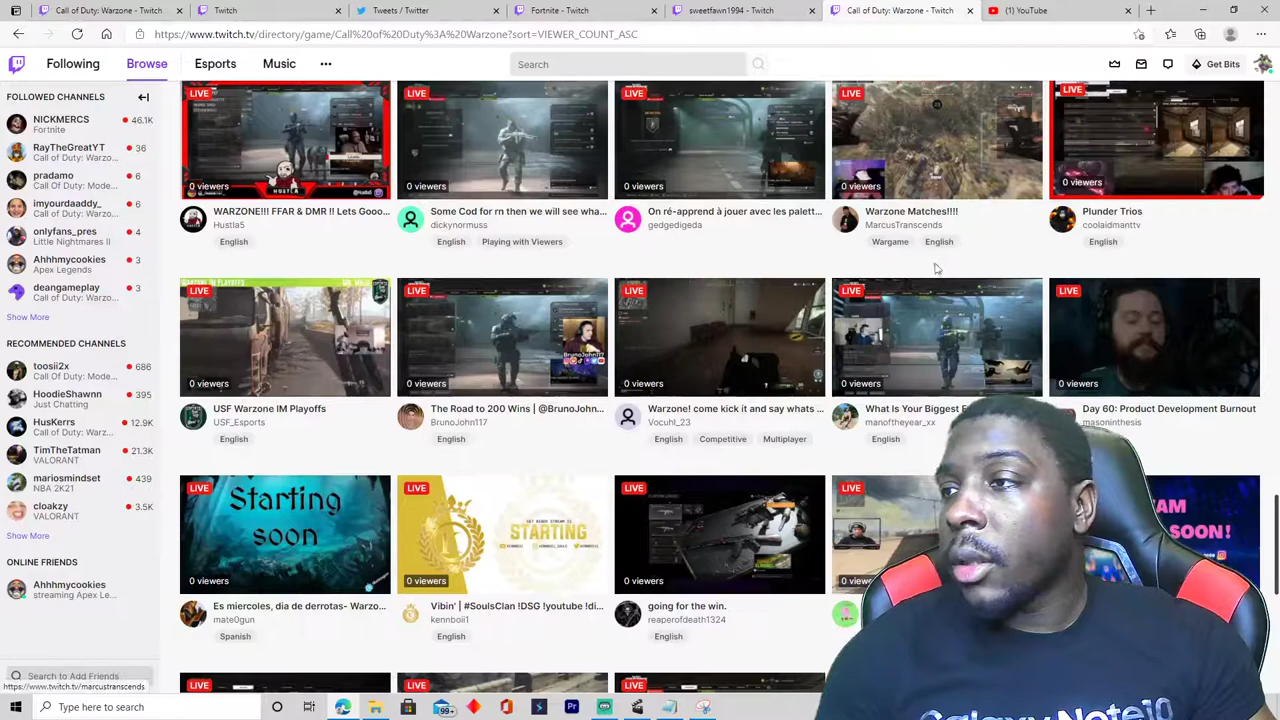 Call of Duty: Warzone - Twitch
Twitch
Tweets / Twitter
Fortnite - Twitch
sweetfawn1994 - Twitch
Call of Duty: Warzone - Twitch
(1) YouTube
https://www.twitch.tv/directory/game/Call%20of%20Duty%3A%20Warzone?sort=VIEWER_COUNT_ASC
Following
Browse
Esports
Music
Search
Get Bits
FOLLOWED CHANNELS
NICKMERCS
46.1K
Fortnite
RayTheGreatYT
36
Call of Duty: Warzo...
pradamo
6
Call of Duty: Mode...
imyourdaddy_
6
Call of Duty: Warzo...
onlyfans_pres
4
Little Nightmares II
Ahhhmycookies
3
Apex Legends
deangameplay
3
Call of Duty: Warzo...
Show More
RECOMMENDED CHANNELS
toosii2x
686
Call of Duty: Mode...
HoodieShawnn
395
Just Chatting
HusKerrs
12.9K
Call of Duty: Warz...
TimTheTatman
21.3K
VALORANT
mariosmindset
439
NBA 2K21
cloakzy
3.5K
VALORANT
Show More
ONLINE FRIENDS
Ahhhmycookies
streaming Apex Le...
Search to Add Friends
https://www.twitch.tv/marcustranscends
LIVE
LIVE
LIVE
LIVE
LIVE
HUSTLA
0 viewers
0 viewers
0 viewers
0 viewers
0 viewers
WARZONE!!! FFAR & DMR !! Lets Gooo...
Hustla5
English
Some Cod for rn then we will see wha...
dickynormuss
English
Playing with Viewers
On ré-apprend à jouer avec les palett...
gedgedigeda
Warzone Matches!!!!
MarcusTranscends
Wargame
English
Plunder Trios
coolaidmanttv
English
LIVE
LIVE
LIVE
LIVE
LIVE
BrunoJohn117
0 viewers
0 viewers
0 viewers
0 viewers
USF Warzone IM Playoffs
USF_Esports
English
The Road to 200 Wins | @BrunoJohn...
BrunoJohn117
English
Warzone! come kick it and say whats ...
Vocuhl_23
English
Competitive
Multiplayer
What Is Your Biggest
manoftheyear_xx
English
Day 60: Product Development Burnout
masoninthesis
LIVE
LIVE
LIVE
LIVE
Starting
soon
STARTING
AM
SOON!
0 viewers
0 viewers
0 viewers
Es miercoles, dia de derrotas- Warzo...
mate0gun
Spanish
Vibin' | #SoulsClan !DSG !youtube !di...
kennboii1
English
going for the win.
reaperofdeath1324
English
LIVE
LIVE
LIVE
Type here to search
99+
Galaxy Note10